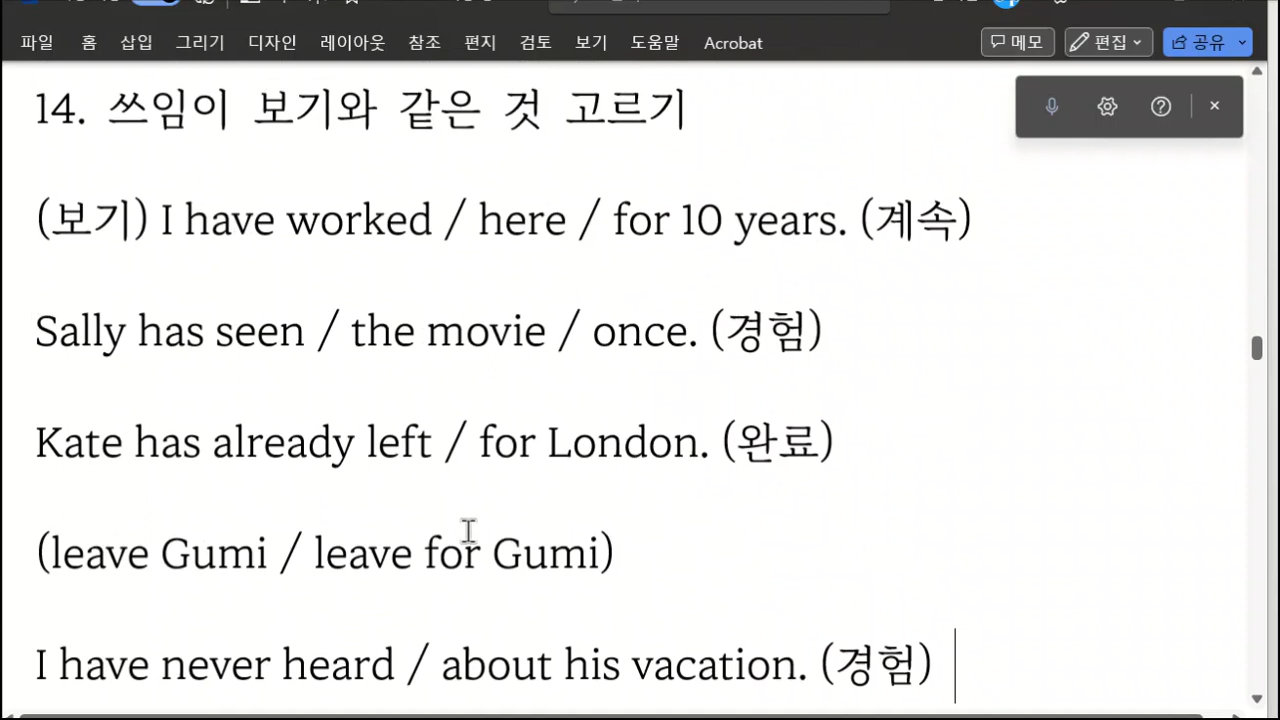 파일 홈 삽입 그리기 디자인 레이아웃 참조 편지 검토 보기 도움말 Acrobat 메모 편집 공유
14. 쓰임이 보기와 같은 것 고르기
(보기) I have worked / here / for 10 years. (계속)
Sally has seen / the movie / once. (경험)
Kate has already left / for London. (완료)
(leave Gumi / leave for Gumi)
I have never heard / about his vacation. (경험)